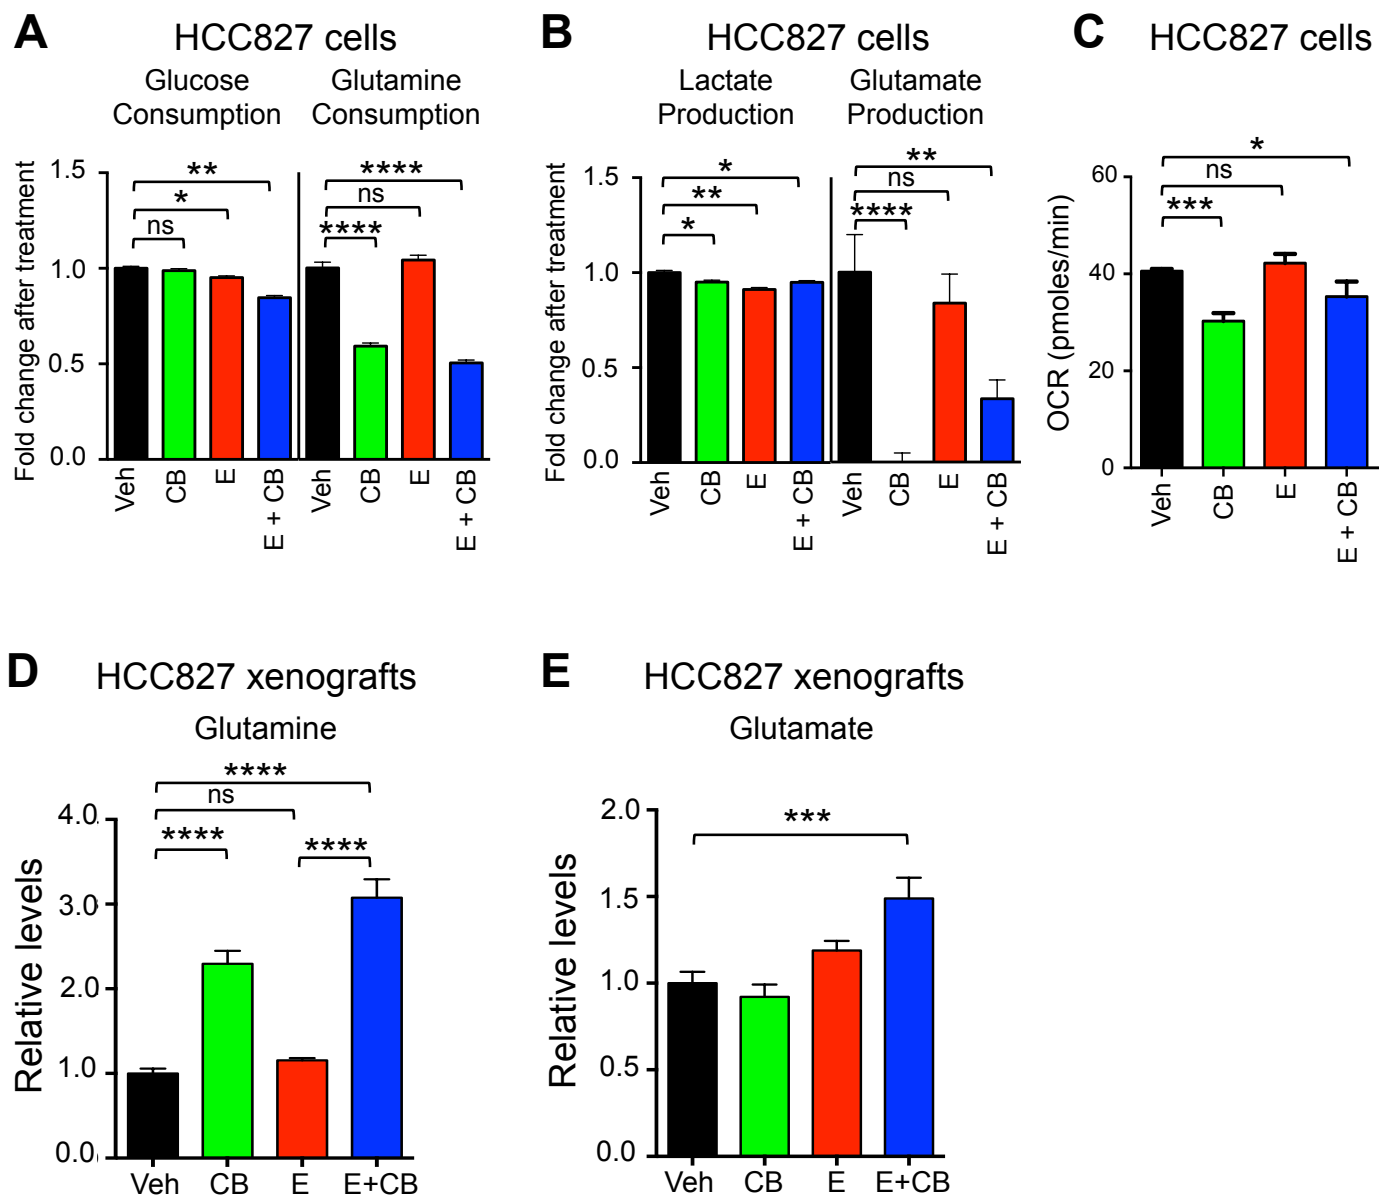 A
HCC827 cells
Glucose
Consumption
Glutamine
Consumption
Fold change after treatment
1.5
1.0
0.5
0.0
**
*
ns
****
ns
****
Veh
CB
E
E + CB
Veh
CB
E
E + CB
B
HCC827 cells
Lactate
Production
Glutamate
Production
Fold change after treatment
1.5
1.0
0.5
0.0
*
**
*
**
ns
****
Veh
CB
E
E + CB
Veh
CB
E
E + CB
C
HCC827 cells
OCR (pmoles/min)
60
40
20
0
*
ns
***
Veh
CB
E
E + CB
D
HCC827 xenografts
Glutamine
Relative levels
4.0
3.0
2.0
1.0
0.0
****
ns
****
****
Veh
CB
E
E+CB
E
HCC827 xenografts
Glutamate
Relative levels
2.0
1.5
1.0
0.5
0.0
***
Veh
CB
E
E+CB